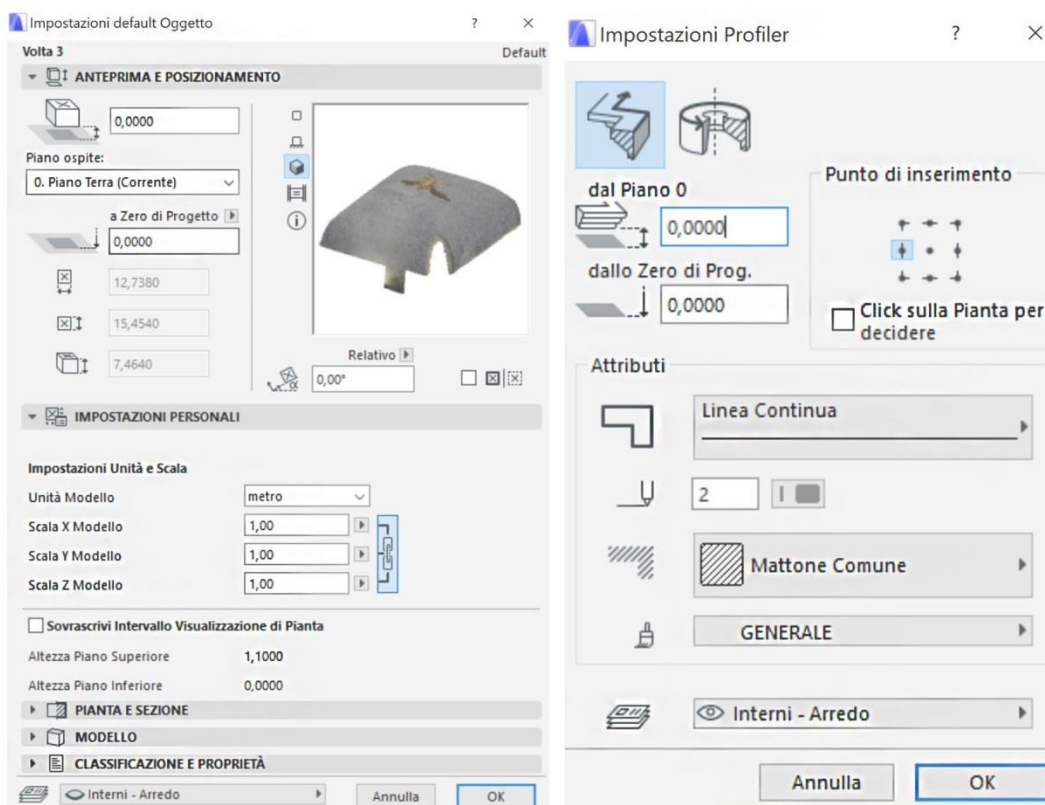 Impostazioni default Oggetto ? ×
Volta 3 Default
ANTEPRIMA E POSIZIONAMENTO
0,0000
Piano ospite:
0. Piano Terra (Corrente)
a Zero di Progetto
0,0000
12,7380
15,4540
7,4640
Relativo
α 0,00°
IMPOSTAZIONI PERSONALI
Impostazioni Unità e Scala
Unità Modello metro
Scala X Modello 1,00
Scala Y Modello 1,00
Scala Z Modello 1,00
Sovrascrivi Intervallo Visualizzazione di Pianta
Altezza Piano Superiore 1,1000
Altezza Piano Inferiore 0,0000
PIANTA E SEZIONE
MODELLO
CLASSIFICAZIONE E PROPRIETÀ
Interni - Arredo Annulla OK
Impostazioni Profiler ? ×
dal Piano 0
0,0000
dallo Zero di Prog.
0,0000
Punto di inserimento
Click sulla Pianta per
decidere
Attributi
Linea Continua
2
Mattone Comune
GENERALE
Interni - Arredo
Annulla OK